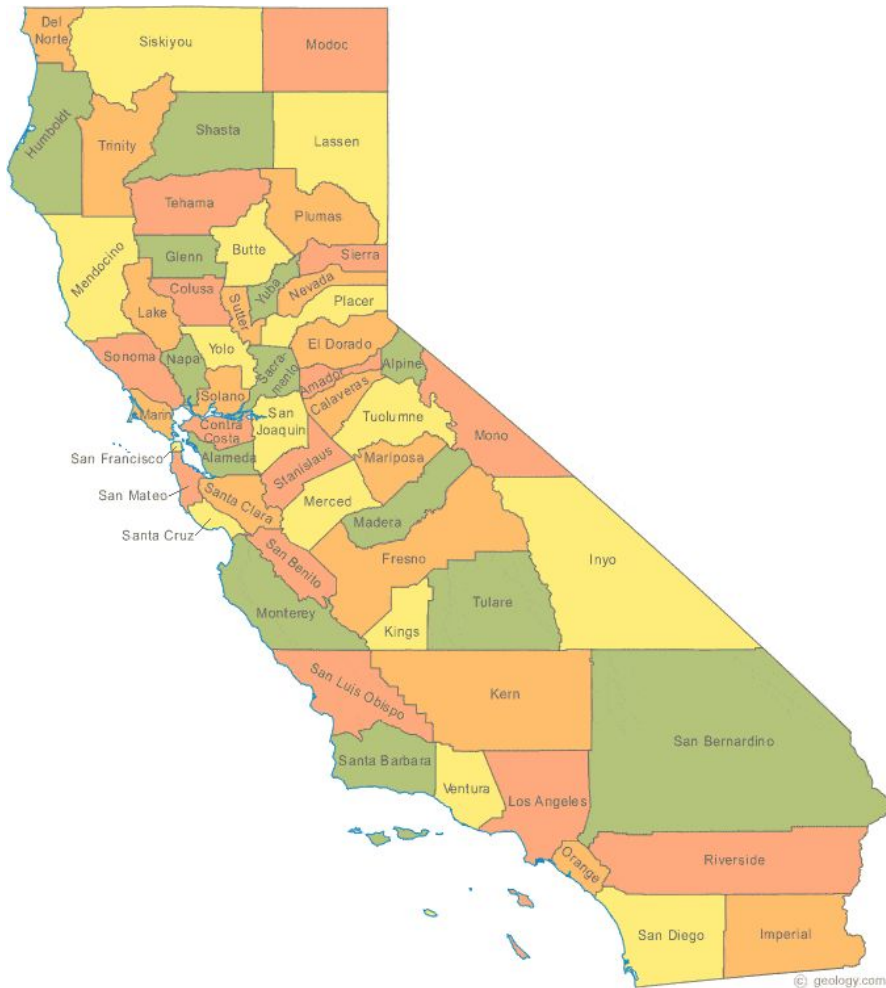 Del
Norte
Siskiyou
Modoc
Humboldt
Trinity
Shasta
Lassen
Tehama
Plumas
Mendocino
Glenn
Butte
Sierra
Colusa
Yuba
Nevada
Lake
Sutter
Placer
Sonoma
Napa
Yolo
Sacra-
mento
El Dorado
Alpine
Amador
Solano
Calaveras
Marin
Contra
Costa
San
Joaquin
Tuolumne
Mono
San Francisco
Alameda
Stanislaus
Mariposa
San Mateo
Santa Clara
Merced
Madera
Santa Cruz
San Benito
Fresno
Inyo
Monterey
Kings
Tulare
San Luis Obispo
Kern
San Bernardino
Santa Barbara
Ventura
Los Angeles
Orange
Riverside
San Diego
Imperial
© geology.com